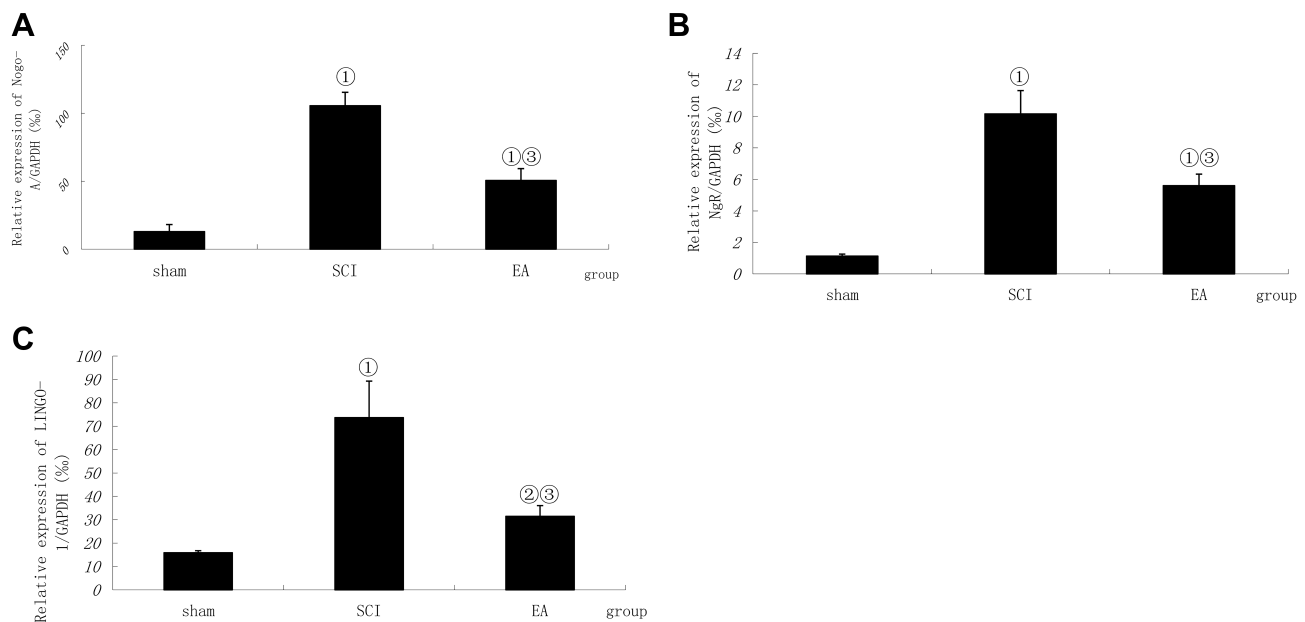 A
Relative expression of Nogo-
A/GAPDH (‰)
150
100
50
0
①
①③
sham
SCI
EA
group
B
Relative expression of
NgR/GAPDH (‰)
14
12
10
8
6
4
2
0
①
①③
sham
SCI
EA
group
C
Relative expression of LINGO-
1/GAPDH (‰)
100
90
80
70
60
50
40
30
20
10
0
①
②③
sham
SCI
EA
group